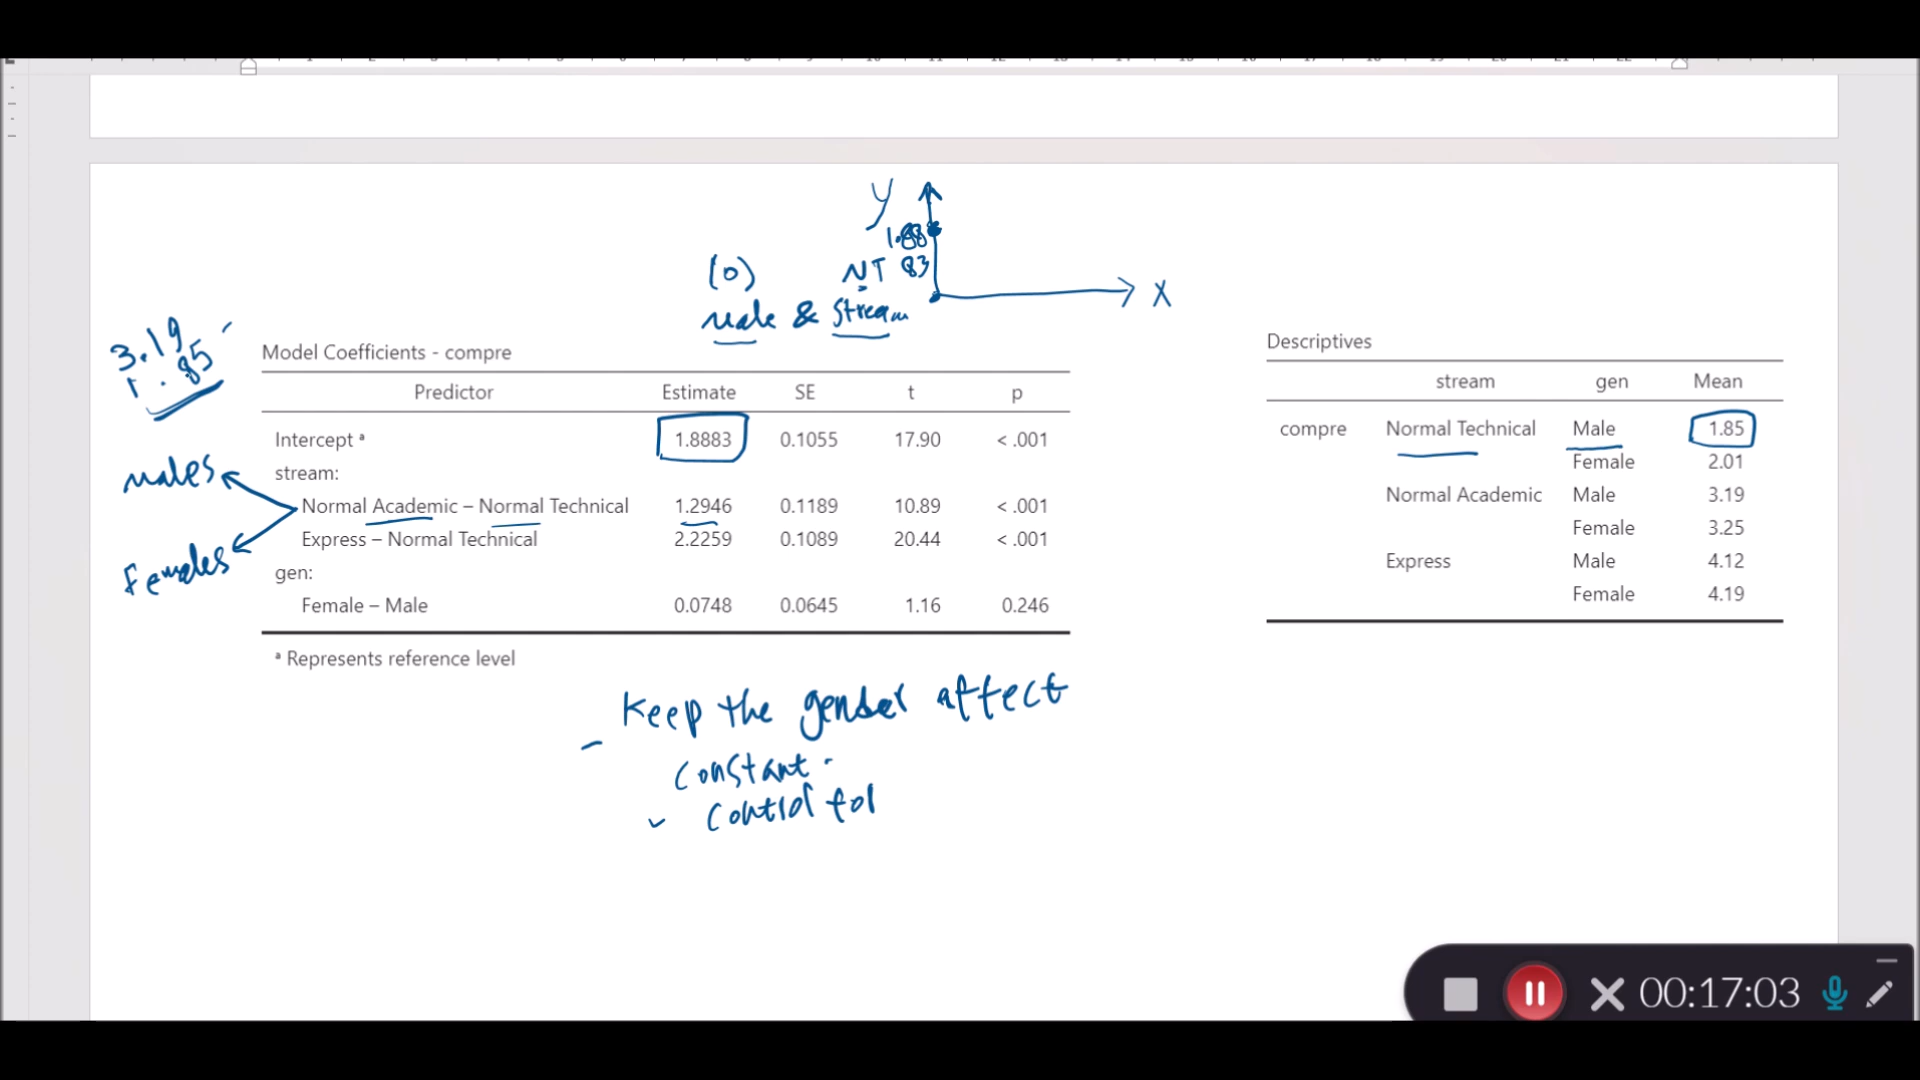 y
1.88
83
(0) NT
male & Stream
X
3.19
1.85
males
Females
Model Coefficients - compre
Predictor Estimate SE t p
Intercept ᵃ 1.8883 0.1055 17.90 < .001
stream:
Normal Academic – Normal Technical 1.2946 0.1189 10.89 < .001
Express – Normal Technical 2.2259 0.1089 20.44 < .001
gen:
Female – Male 0.0748 0.0645 1.16 0.246
ᵃ Represents reference level
Descriptives
stream gen Mean
compre Normal Technical Male 1.85
Female 2.01
Normal Academic Male 3.19
Female 3.25
Express Male 4.12
Female 4.19
- Keep the gender affect
constant.
control for
00:17:03